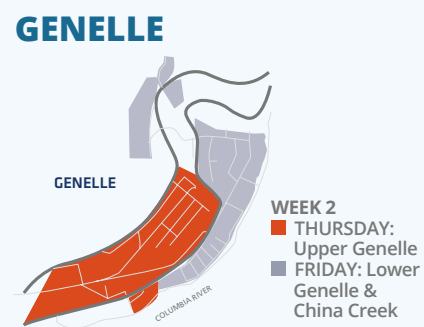 GENELLE
GENELLE
COLUMBIA RIVER
WEEK 2
THURSDAY:
Upper Genelle
FRIDAY: Lower
Genelle &
China Creek